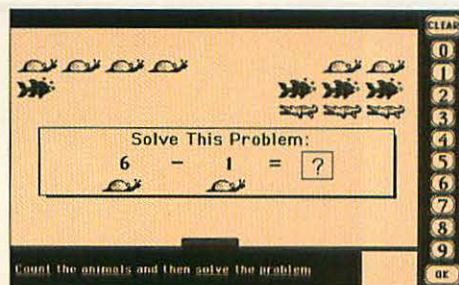 CLEAR
0
1
2
3
4
5
6
7
8
9
OK
Solve This Problem:
6 - 1 = ?
Count the animals and then solve the problem